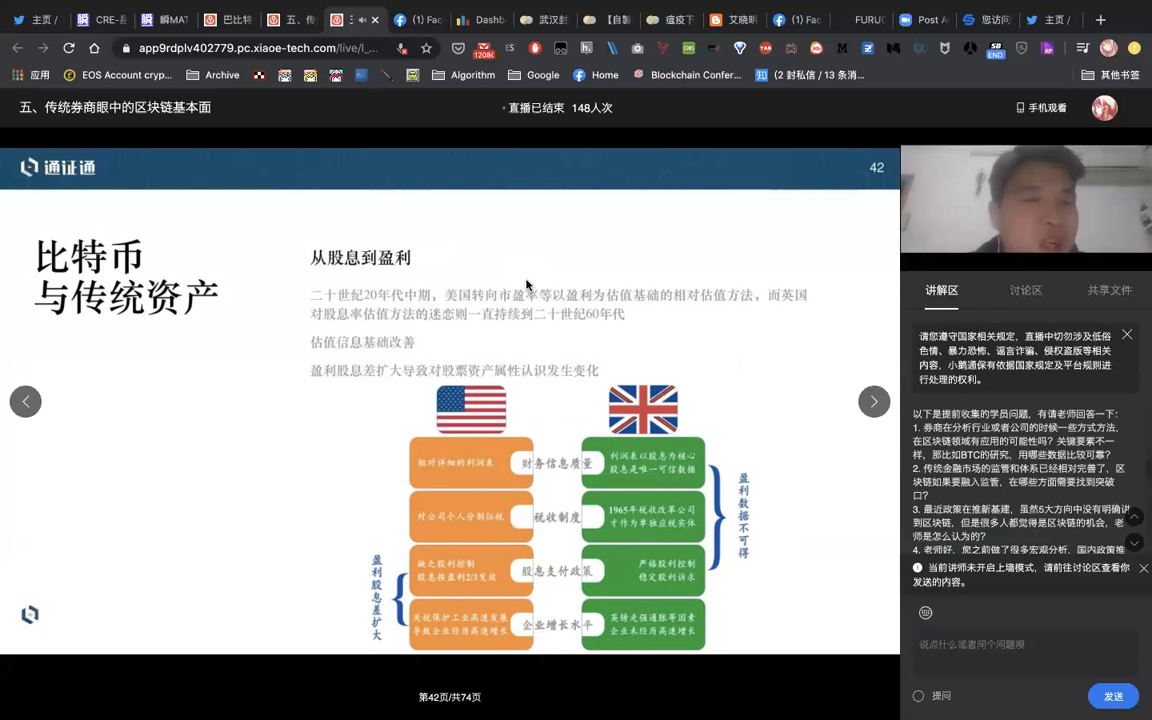 主页 /
CRE-
瞬MAT
巴比特
五、传
(1) Fac
Dashb
武汉封
【自製
瘟疫下
艾晓明
(1) Fac
FURUC
Post A
您访问
主页 /
app9rdplv402779.pc.xiaoe-tech.com/live/l_...
应用
EOS Account cryp...
Archive
Algorithm
Google
Home
Blockchain Confer...
(2 封私信 / 13 条消...
其他书签
五、传统券商眼中的区块链基本面
直播已结束 148人次
手机观看
通证通
42
比特币
与传统资产
从股息到盈利
二十世纪20年代中期，美国转向市盈率等以盈利为估值基础的相对估值方法，而英国
对股息率估值方法的迷恋则一直持续到二十世纪60年代
估值信息基础改善
盈利股息差扩大导致对股票资产属性认识发生变化
相对详细的利润表
财务信息质量
利润表以股息为核心
股息是唯一可信数据
对公司个人分别征税
税收制度
1965年税收改革公司
才作为单独应税实体
缺乏股利控制
股息按盈利2/3发放
股息支付政策
严格股利控制
稳定股利诉求
关税保护工业高速发展
导致企业经历高速增长
企业增长水平
英镑走强通胀等因素
企业未经历高速增长
盈利股息差扩大
盈利数据不可得
第42页/共74页
讲解区
讨论区
共享文件
请您遵守国家相关规定，直播中切勿涉及低俗
色情、暴力恐怖、谣言诈骗、侵权盗版等相关
内容，小鹅通保有依据国家规定及平台规则进
行处理的权利。
以下是提前收集的学员问题，有请老师回答一下：
1. 券商在分析行业或者公司的时候一些方式方法，
在区块链领域有应用的可能性吗？关键要素不一
样，那比如BTC的研究，用哪些数据比较可靠？
2. 传统金融市场的监管和体系已经相对完善了，区
块链如果要融入监管，在哪些方面需要找到突破
口？
3. 最近政策在推新基建，虽然5大方向中没有明确讲
到区块链，但是很多人都觉得是区块链的机会，老
师是怎么认为的？
4. 老师好，您之前做了很多宏观分析，国内政策推
当前讲师未开启上墙模式，请前往讨论区查看你
发送的内容。
说点什么或者问个问题呗
提问
发送